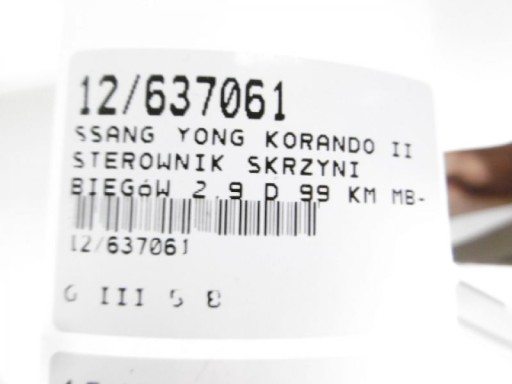 12/637061
SSANG YONG KORANDO II
STEROWNIK SKRZYNI
BIEGÓW 2.9 D 99 KM MB-
12/637061
G III 5 8